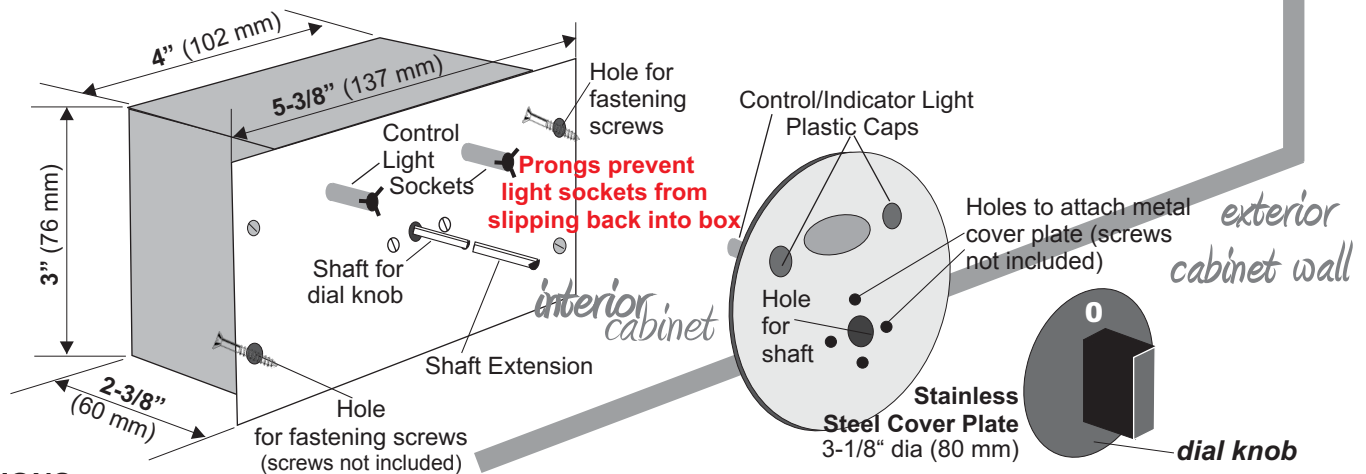 4” (102 mm)
5-3/8” (137 mm)
3” (76 mm)
2-3/8”
(60 mm)
Hole for
fastening
screws
Control
Light
Sockets
Prongs prevent
light sockets from
slipping back into box
Shaft for
dial knob
Shaft Extension
Hole
for fastening screws
(screws not included)
interior
cabinet
Control/Indicator Light
Plastic Caps
Holes to attach metal
cover plate (screws
not included)
Hole
for
shaft
exterior
cabinet wall
0
Stainless
Steel Cover Plate
3-1/8“ dia (80 mm)
dial knob